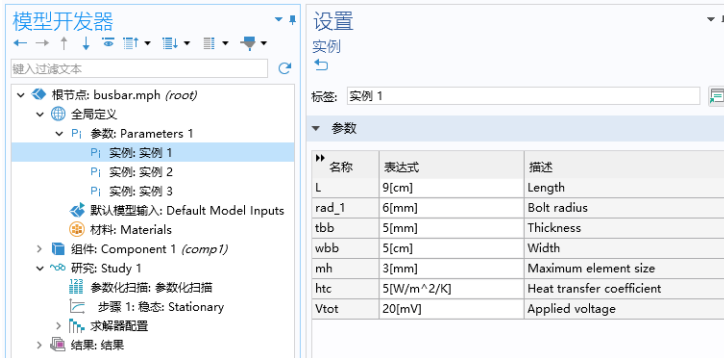 模型开发器
键入过滤文本
根节点: busbar.mph (root)
全局定义
Pi 参数: Parameters 1
Pi 实例: 实例 1
Pi 实例: 实例 2
Pi 实例: 实例 3
默认模型输入: Default Model Inputs
材料: Materials
组件: Component 1 (comp1)
研究: Study 1
参数化扫描: 参数化扫描
步骤 1: 稳态: Stationary
求解器配置
结果: 结果
设置
实例
标签: 实例 1
参数
名称 表达式 描述
L 9[cm] Length
rad_1 6[mm] Bolt radius
tbb 5[mm] Thickness
wbb 5[cm] Width
mh 3[mm] Maximum element size
htc 5[W/m^2/K] Heat transfer coefficient
Vtot 20[mV] Applied voltage